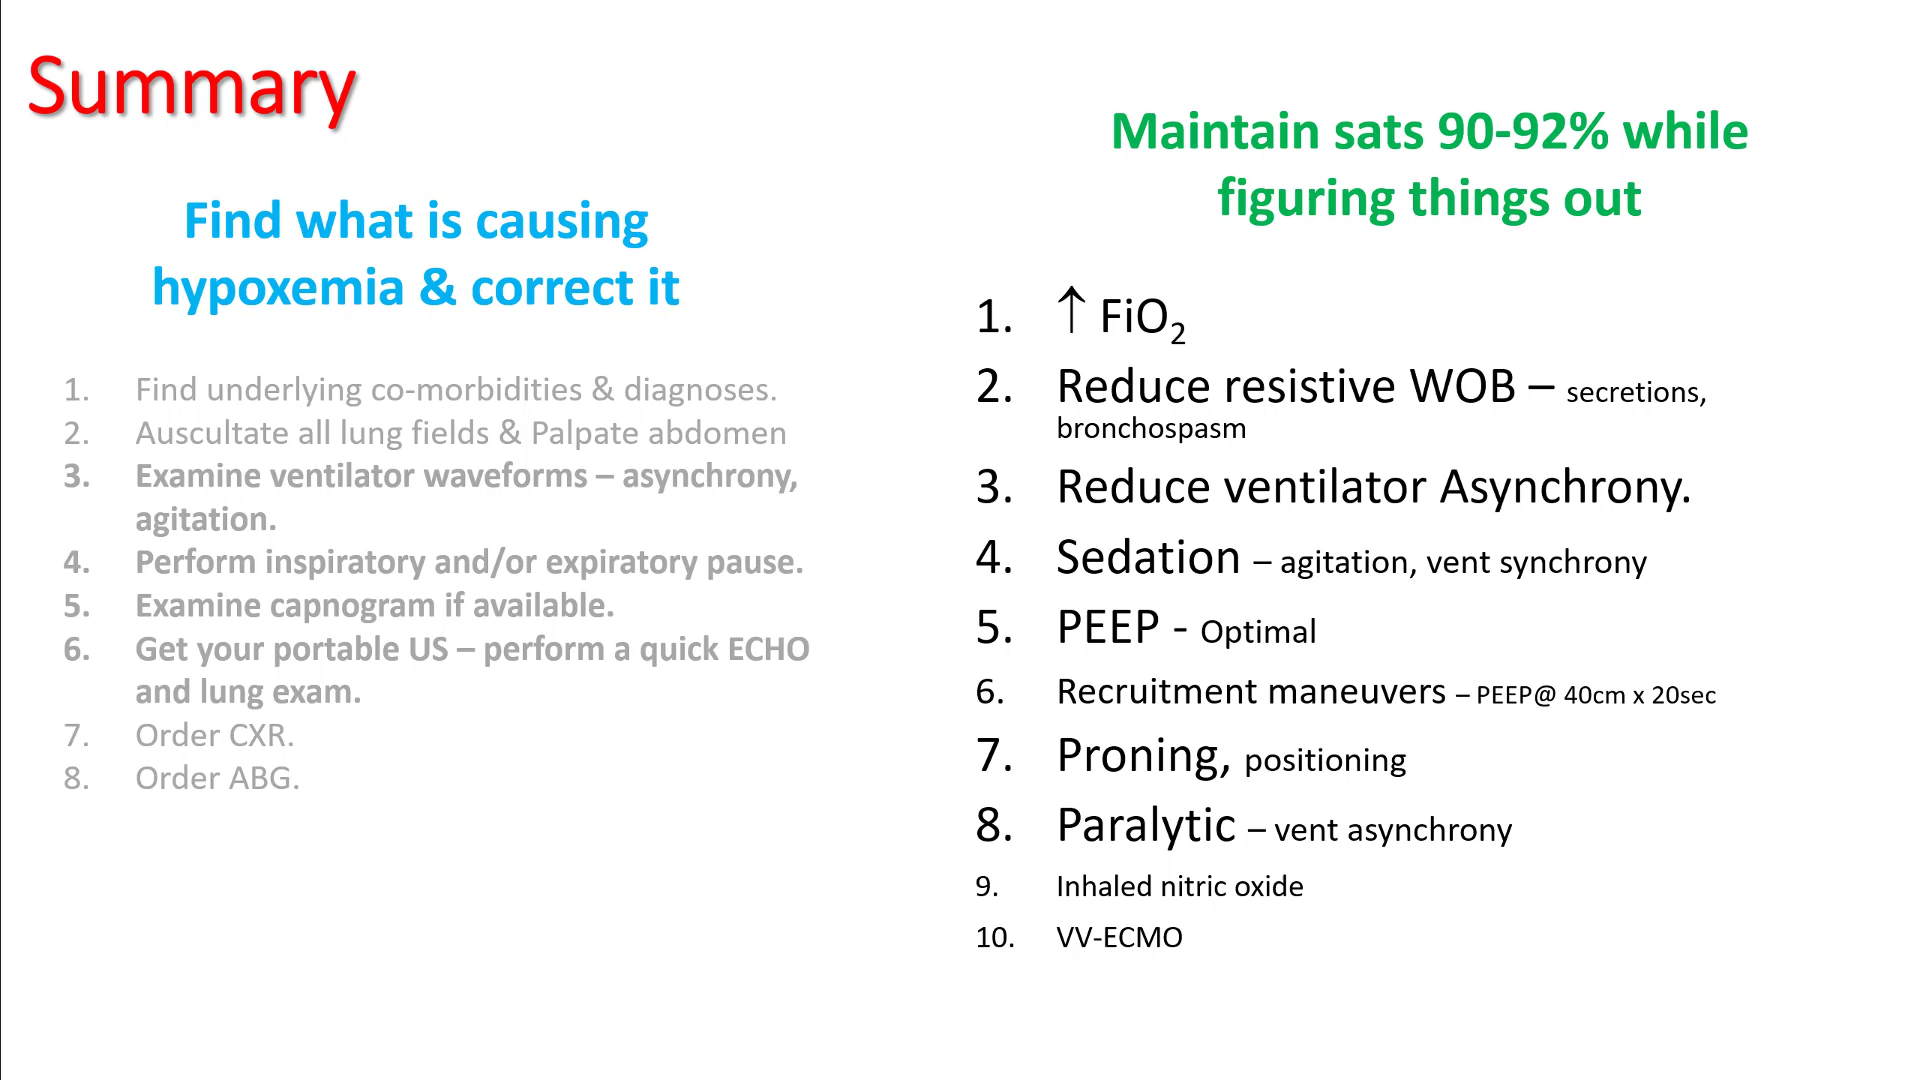 Summary
Find what is causing
hypoxemia & correct it
1. Find underlying co-morbidities & diagnoses.
2. Auscultate all lung fields & Palpate abdomen
3. Examine ventilator waveforms – asynchrony,
agitation.
4. Perform inspiratory and/or expiratory pause.
5. Examine capnogram if available.
6. Get your portable US – perform a quick ECHO
and lung exam.
7. Order CXR.
8. Order ABG.
Maintain sats 90-92% while
figuring things out
1. ↑ FiO₂
2. Reduce resistive WOB – secretions,
bronchospasm
3. Reduce ventilator Asynchrony.
4. Sedation – agitation, vent synchrony
5. PEEP - Optimal
6. Recruitment maneuvers – PEEP@ 40cm x 20sec
7. Proning, positioning
8. Paralytic – vent asynchrony
9. Inhaled nitric oxide
10. VV-ECMO